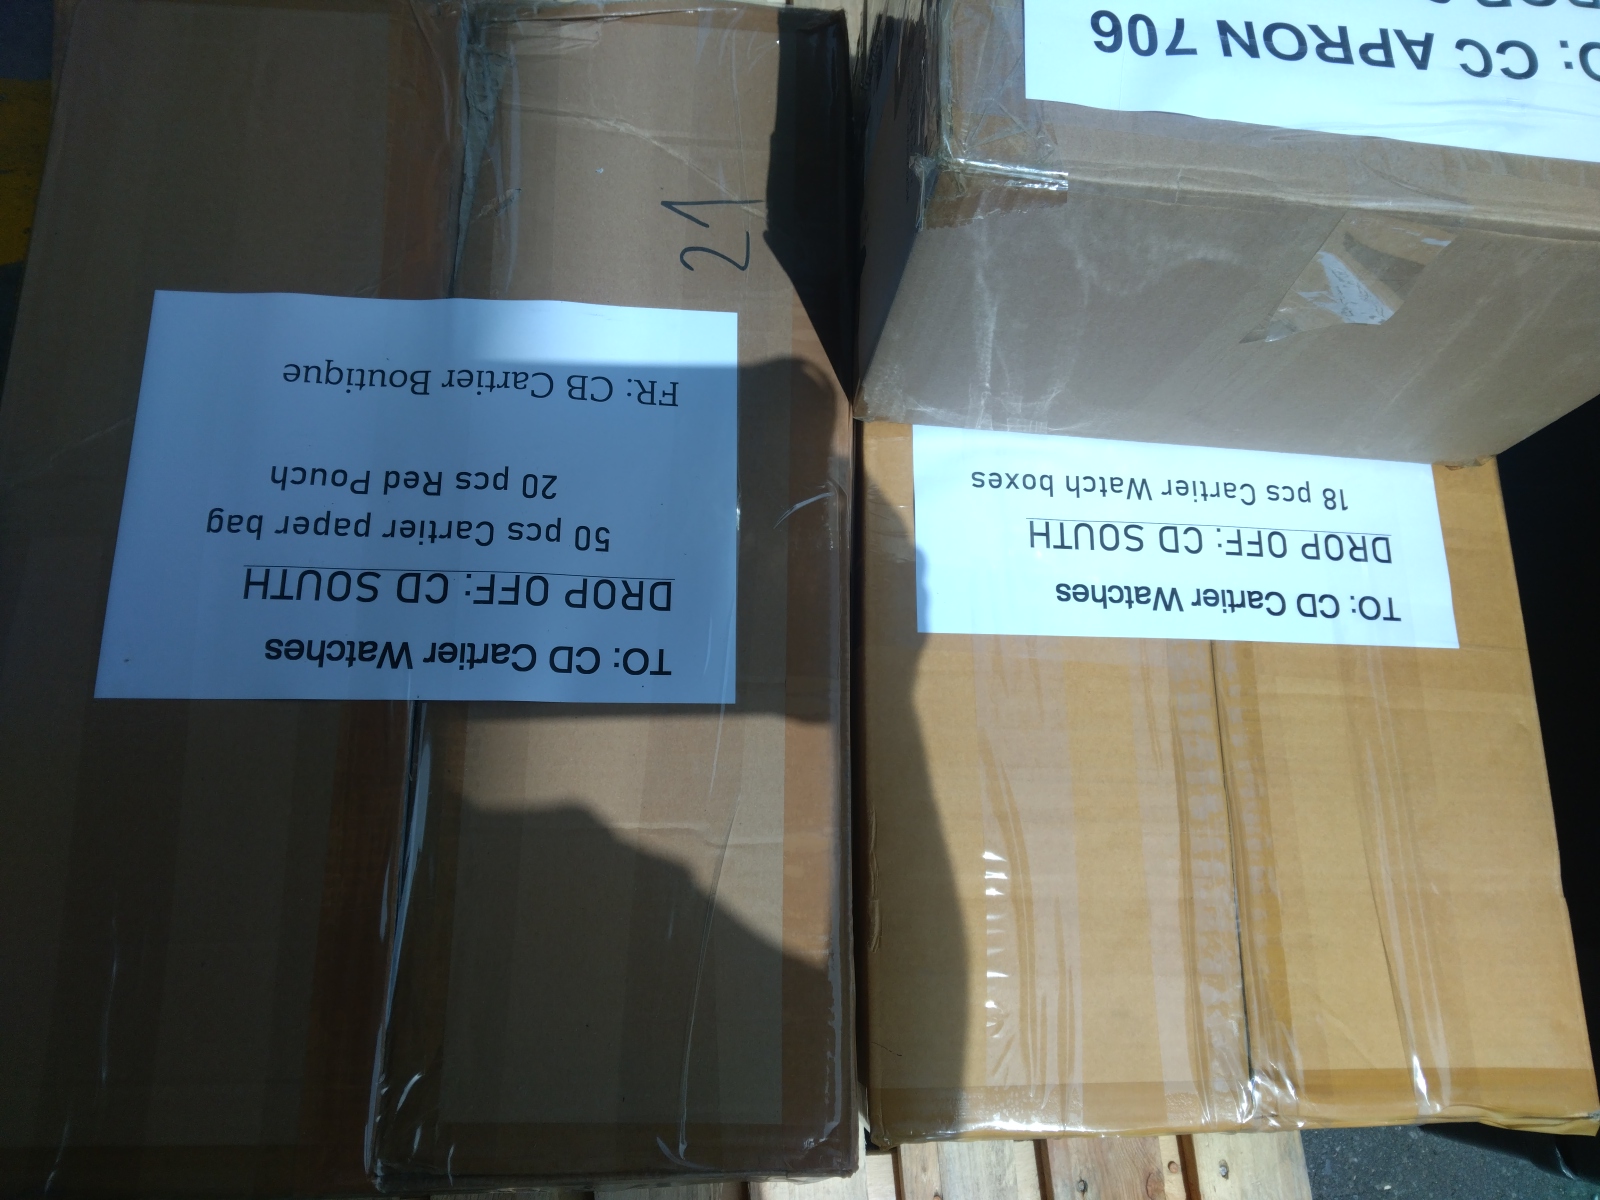 TO: CD Cartier Watches
DROP OFF: CD SOUTH
50 pcs Cartier paper bag
20 pcs Red Pouch
FR: CB Cartier Boutique
21
TO: CD Cartier Watches
DROP OFF: CD SOUTH
18 pcs Cartier Watch boxes
CC APRON 706